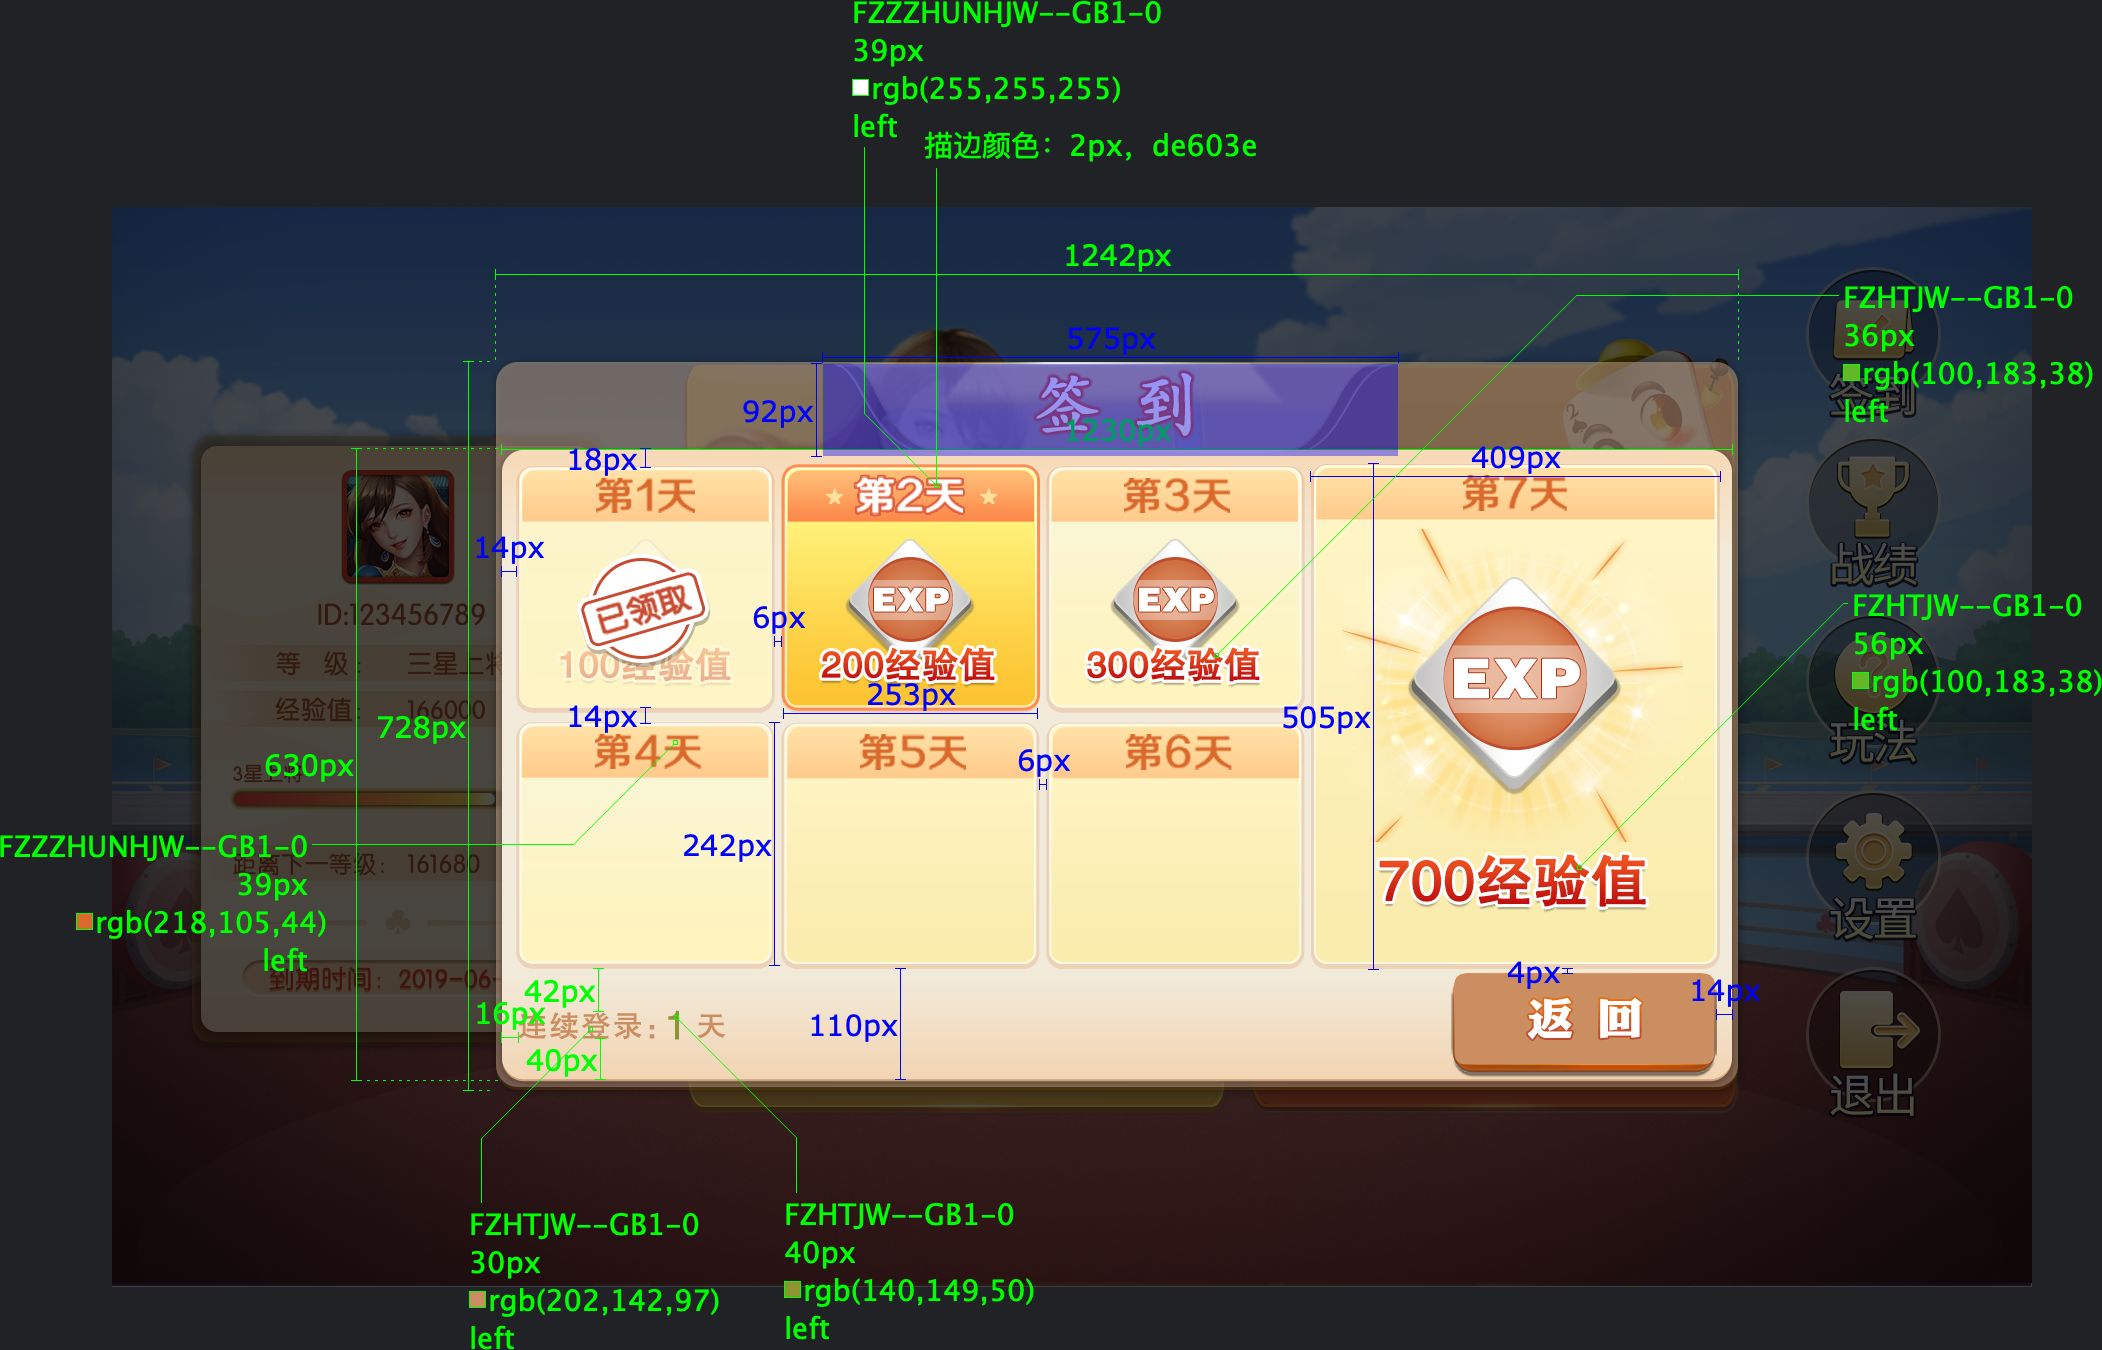 FZZZHUNHJW--GB1-0
39px
rgb(255,255,255)
left
描边颜色：2px，de603e
1242px
575px
FZHTJW--GB1-0
36px
rgb(100,183,38)
left
签到
签 到
92px
1230px
18px
409px
第1天
第2天
第3天
第7天
14px
战绩
已领取
EXP
EXP
EXP
ID:123456789
6px
FZHTJW--GB1-0
56px
rgb(100,183,38)
left
等 级：
三星上将
100经验值
200经验值
300经验值
253px
经验值：
166000
14px
728px
505px
玩法
第4天
第5天
第6天
6px
630px
3星上将
242px
FZZZHUNHJW--GB1-0
39px
rgb(218,105,44)
left
距离下一等级：
161680
700经验值
设置
到期时间：2019-06-
42px
4px
14px
16px
连续登录：1 天
110px
返 回
40px
退出
FZHTJW--GB1-0
30px
rgb(202,142,97)
left
FZHTJW--GB1-0
40px
rgb(140,149,50)
left